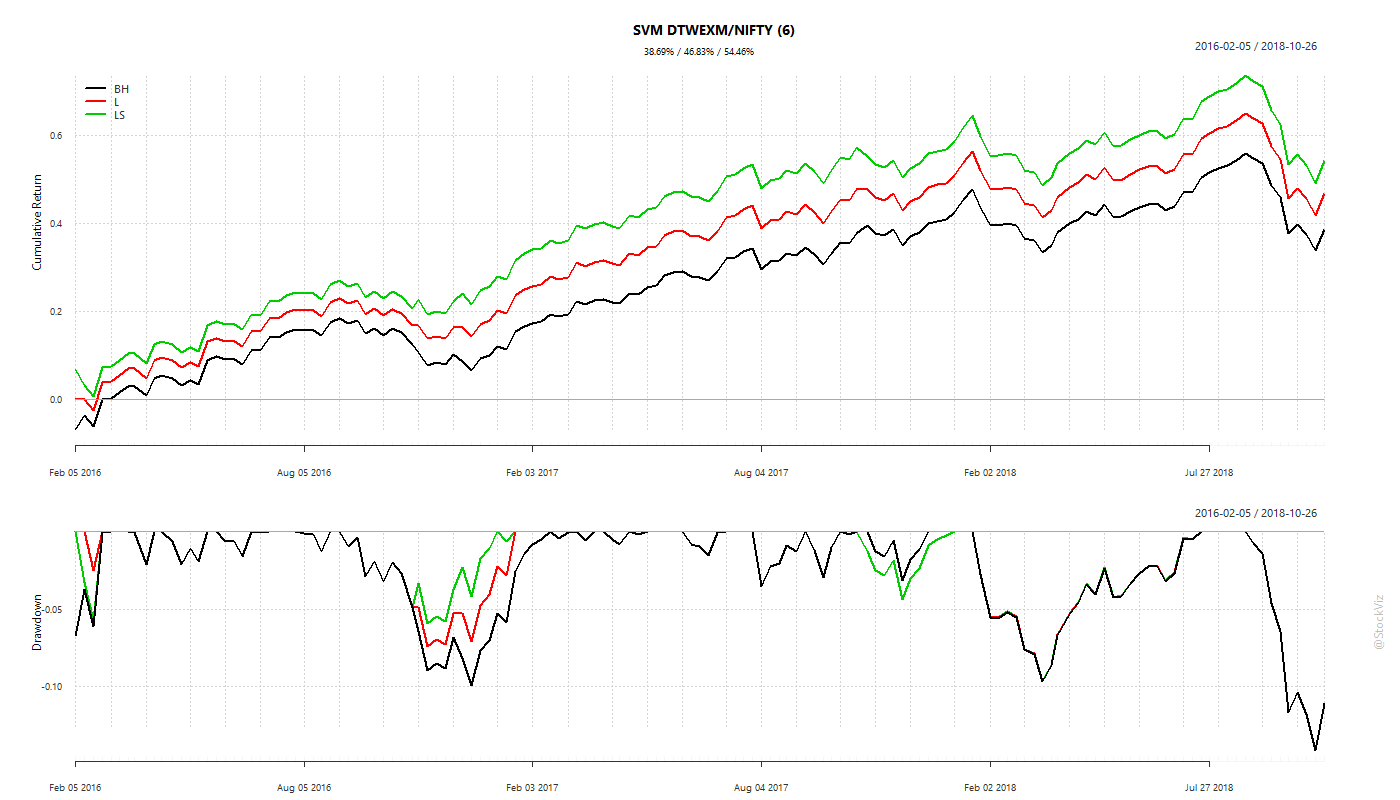 SVM DTWEXM/NIFTY (6)
38.69% / 46.83% / 54.46%
2016-02-05 / 2018-10-26
BH
L
LS
Cumulative Return
0.6
0.4
0.2
0.0
Feb 05 2016
Aug 05 2016
Feb 03 2017
Aug 04 2017
Feb 02 2018
Jul 27 2018
2016-02-05 / 2018-10-26
Drawdown
-0.05
-0.10
Feb 05 2016
Aug 05 2016
Feb 03 2017
Aug 04 2017
Feb 02 2018
Jul 27 2018
@StockViz